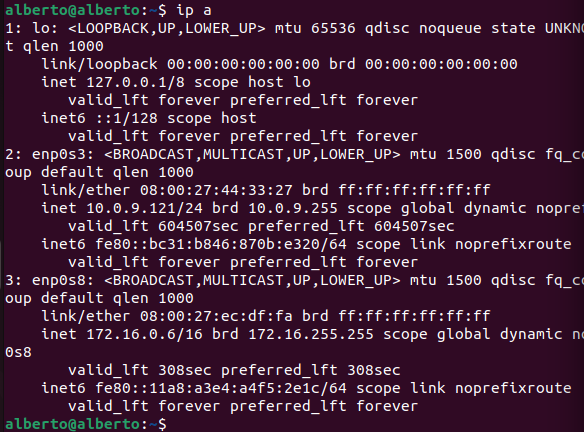 alberto@alberto:~$ ip a
1: lo: <LOOPBACK,UP,LOWER_UP> mtu 65536 qdisc noqueue state UNKNO
t qlen 1000
    link/loopback 00:00:00:00:00:00 brd 00:00:00:00:00:00
    inet 127.0.0.1/8 scope host lo
       valid_lft forever preferred_lft forever
    inet6 ::1/128 scope host
       valid_lft forever preferred_lft forever
2: enp0s3: <BROADCAST,MULTICAST,UP,LOWER_UP> mtu 1500 qdisc fq_co
oup default qlen 1000
    link/ether 08:00:27:44:33:27 brd ff:ff:ff:ff:ff:ff
    inet 10.0.9.121/24 brd 10.0.9.255 scope global dynamic nopref
       valid_lft 604507sec preferred_lft 604507sec
    inet6 fe80::bc31:b846:870b:e320/64 scope link noprefixroute
       valid_lft forever preferred_lft forever
3: enp0s8: <BROADCAST,MULTICAST,UP,LOWER_UP> mtu 1500 qdisc fq_co
oup default qlen 1000
    link/ether 08:00:27:ec:df:fa brd ff:ff:ff:ff:ff:ff
    inet 172.16.0.6/16 brd 172.16.255.255 scope global dynamic no
0s8
       valid_lft 308sec preferred_lft 308sec
    inet6 fe80::11a8:a3e4:a4f5:2e1c/64 scope link noprefixroute
       valid_lft forever preferred_lft forever
alberto@alberto:~$